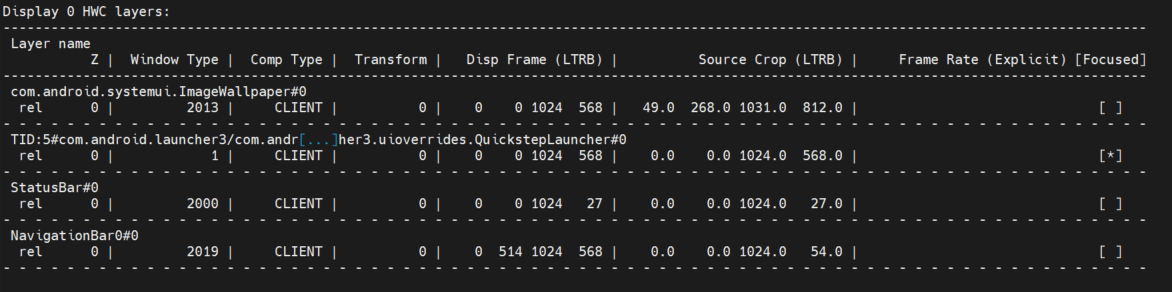 Display 0 HWC layers:
-----------------------------------------------------------------------------------------------------------------------------------------------
Layer name
Z | Window Type | Comp Type | Transform | Disp Frame (LTRB) | Source Crop (LTRB) | Frame Rate (Explicit) [Focused]
-----------------------------------------------------------------------------------------------------------------------------------------------
com.android.systemui.ImageWallpaper#0
rel 0 | 2013 | CLIENT | 0 | 0 0 1024 568 | 49.0 268.0 1031.0 812.0 | [ ]
- - - - - - - - - - - - - - - - - - - - - - - - - - - - - - - - - - - - - - - - - - - - - - - - - - - - - - - - - - - - - - - - - - - - - - - -
TID:5#com.android.launcher3/com.andr[...]her3.uioverrides.QuickstepLauncher#0
rel 0 | 1 | CLIENT | 0 | 0 0 1024 568 | 0.0 0.0 1024.0 568.0 | [*]
- - - - - - - - - - - - - - - - - - - - - - - - - - - - - - - - - - - - - - - - - - - - - - - - - - - - - - - - - - - - - - - - - - - - - - - -
StatusBar#0
rel 0 | 2000 | CLIENT | 0 | 0 0 1024 27 | 0.0 0.0 1024.0 27.0 | [ ]
- - - - - - - - - - - - - - - - - - - - - - - - - - - - - - - - - - - - - - - - - - - - - - - - - - - - - - - - - - - - - - - - - - - - - - - -
NavigationBar0#0
rel 0 | 2019 | CLIENT | 0 | 0 514 1024 568 | 0.0 0.0 1024.0 54.0 | [ ]
- - - - - - - - - - - - - - - - - - - - - - - - - - - - - - - - - - - - - - - - - - - - - - - - - - - - - - - - - - - - - - - - - - - - - - - -